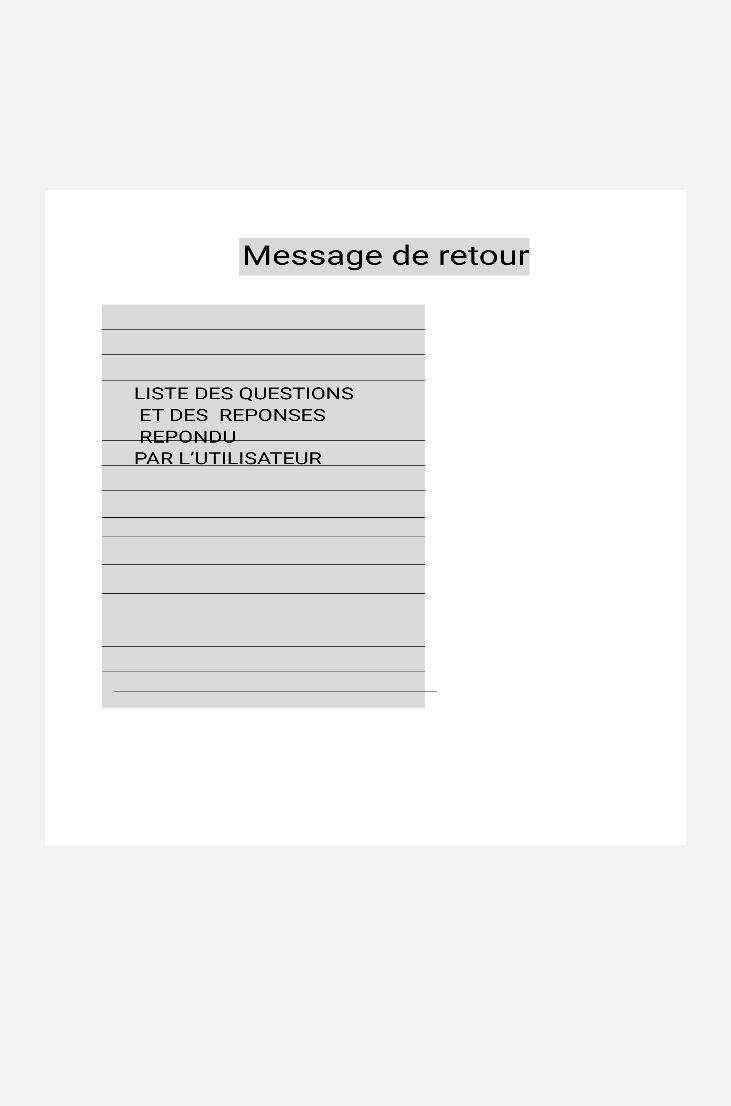 Message de retour
LISTE DES QUESTIONS
ET DES  REPONSES
REPONDU
PAR L’UTILISATEUR